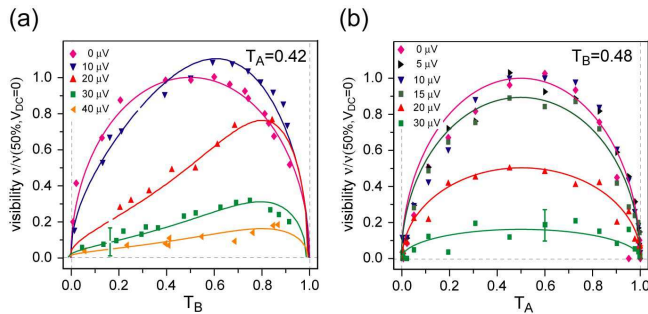 (a)
0 µV
10 µV
20 µV
30 µV
40 µV
T_A=0.42
visibility ν/ν(50%,V_DC=0)
1.0
0.8
0.6
0.4
0.2
0.0
0.0 0.2 0.4 0.6 0.8 1.0
T_B
(b)
0 µV
5 µV
10 µV
15 µV
20 µV
30 µV
T_B=0.48
visibility ν/ν(50%,V_DC=0)
1.0
0.8
0.6
0.4
0.2
0.0
0.0 0.2 0.4 0.6 0.8 1.0
T_A